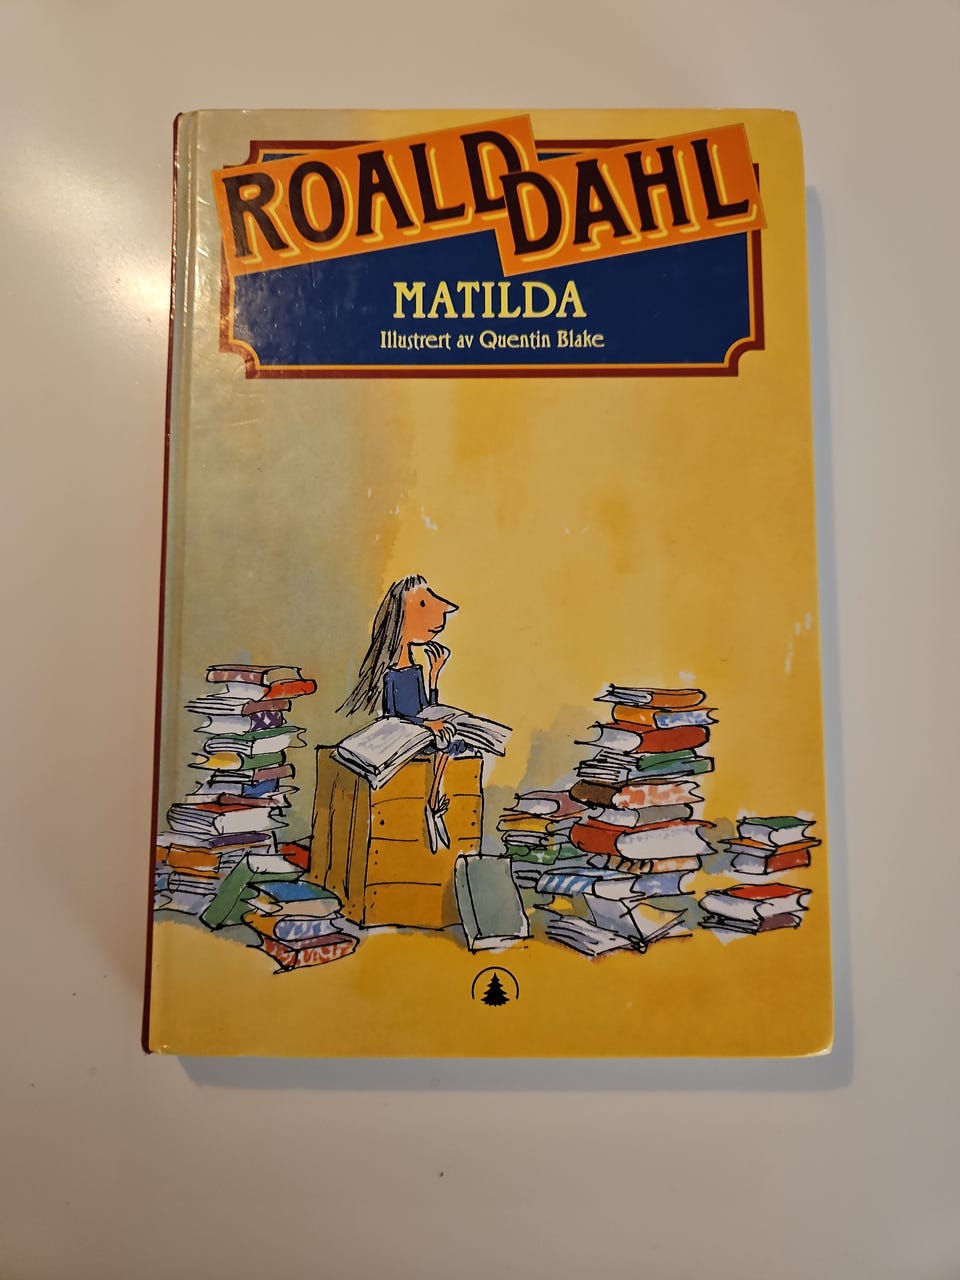 ROALD DAHL
MATILDA
Illustrert av Quentin Blake